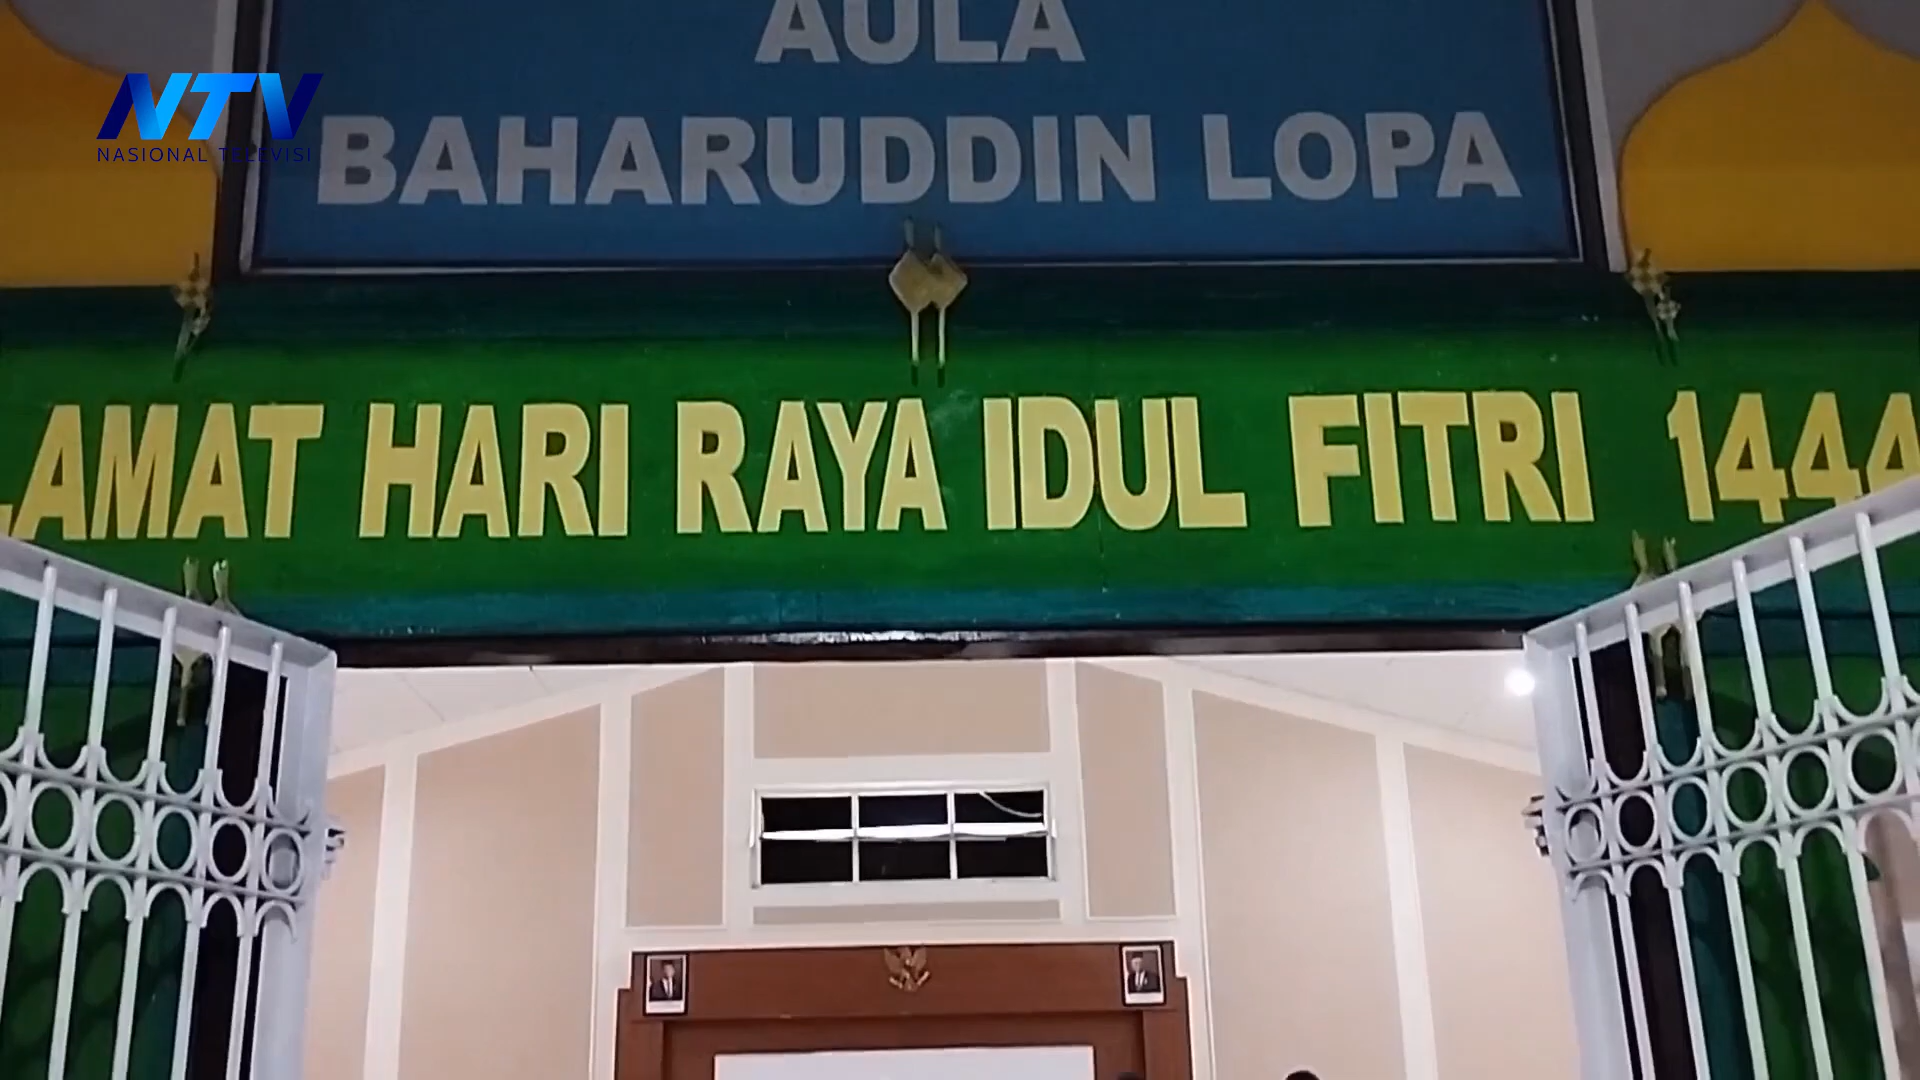 AULA
BAHARUDDIN LOPA
NTV
NASIONAL TELEVISI
LAMAT HARI RAYA IDUL FITRI 1444